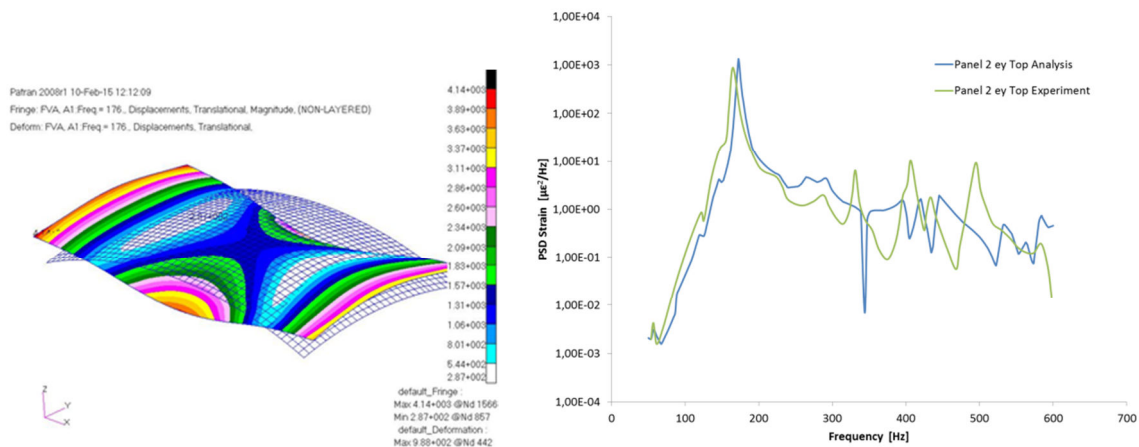 Patran 2008r1 10-Feb-15 12:12:09
Fringe: FVA, A1:Freq.= 176., Displacements, Translational, Magnitude, (NON-LAYERED)
Deform: FVA, A1:Freq.= 176., Displacements, Translational,
4.14+003
3.89+003
3.63+003
3.37+003
3.11+003
2.86+003
2.60+003
2.34+003
2.09+003
1.83+003
1.57+003
1.31+003
1.06+003
8.01+002
5.44+002
2.87+002
default_Fringe :
Max 4.14+003 @Nd 1566
Min 2.87+002 @Nd 857
default_Deformation :
Max 9.88+002 @Nd 442
Z
Y
X
1,00E+04
1,00E+03
1,00E+02
1,00E+01
1,00E+00
1,00E-01
1,00E-02
1,00E-03
1,00E-04
PSD Strain [με²/Hz]
Panel 2 ey Top Analysis
Panel 2 ey Top Experiment
0 100 200 300 400 500 600 700
Frequency [Hz]